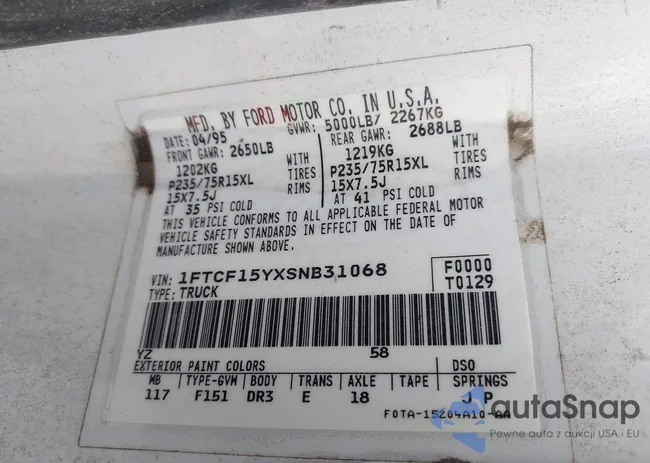 MFD. BY FORD MOTOR CO. IN U.S.A.
DATE: 04/95 GVWR: 5000LB/ 2267KG
FRONT GAWR: 2650LB REAR GAWR: 2688LB
1202KG WITH 1219KG WITH
P235/75R15XL TIRES P235/75R15XL TIRES
15X7.5J RIMS 15X7.5J RIMS
AT 35 PSI COLD AT 41 PSI COLD
THIS VEHICLE CONFORMS TO ALL APPLICABLE FEDERAL MOTOR
VEHICLE SAFETY STANDARDS IN EFFECT ON THE DATE OF
MANUFACTURE SHOWN ABOVE.
VIN: 1FTCF15YXSNB31068 F0000
TYPE: TRUCK T0129
YZ 58
EXTERIOR PAINT COLORS DSO
WB TYPE-GVW BODY TRANS AXLE TAPE SPRINGS
117 F151 DR3 E 18 J P
F0TA-15204A10-AA
autaSnap
Pewne auta z aukcji USA i EU